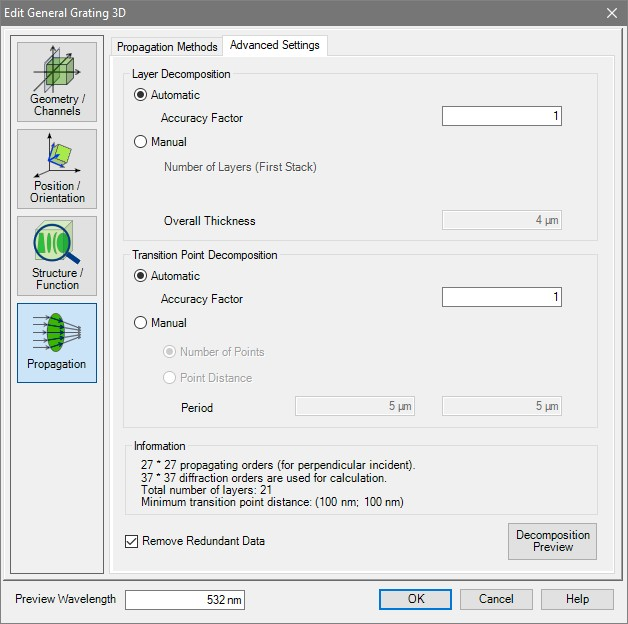 Edit General Grating 3D
Geometry /
Channels
Position /
Orientation
Structure /
Function
Propagation
Propagation Methods
Advanced Settings
Layer Decomposition
Automatic
Accuracy Factor
1
Manual
Number of Layers (First Stack)
Overall Thickness
4 µm
Transition Point Decomposition
Automatic
Accuracy Factor
1
Manual
Number of Points
Point Distance
Period
5 µm
5 µm
Information
27 * 27 propagating orders (for perpendicular incident).
37 * 37 diffraction orders are used for calculation.
Total number of layers: 21
Minimum transition point distance: (100 nm; 100 nm)
Remove Redundant Data
Decomposition
Preview
Preview Wavelength
532 nm
OK
Cancel
Help